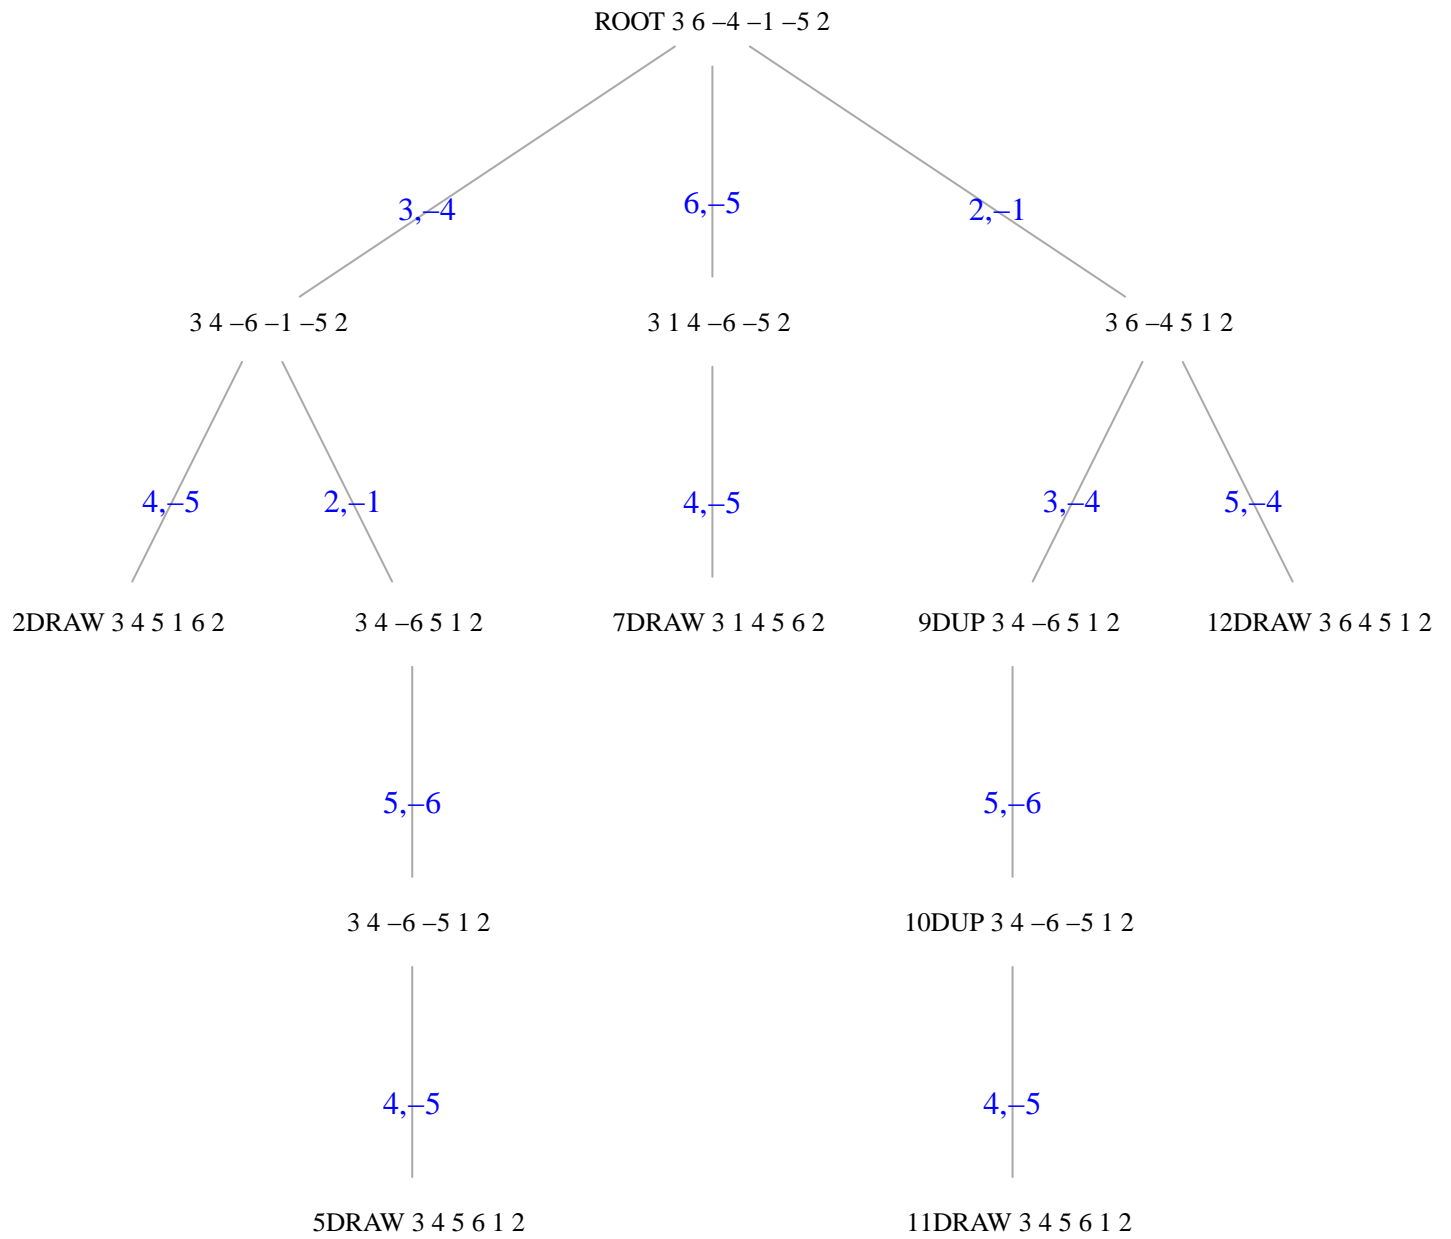 ROOT 3 6 –4 –1 –5 2
3,–4
6,–5
2,–1
3 4 –6 –1 –5 2
3 1 4 –6 –5 2
3 6 –4 5 1 2
4,–5
2,–1
4,–5
3,–4
5,–4
2DRAW 3 4 5 1 6 2
3 4 –6 5 1 2
7DRAW 3 1 4 5 6 2
9DUP 3 4 –6 5 1 2
12DRAW 3 6 4 5 1 2
5,–6
5,–6
3 4 –6 –5 1 2
10DUP 3 4 –6 –5 1 2
4,–5
4,–5
5DRAW 3 4 5 6 1 2
11DRAW 3 4 5 6 1 2